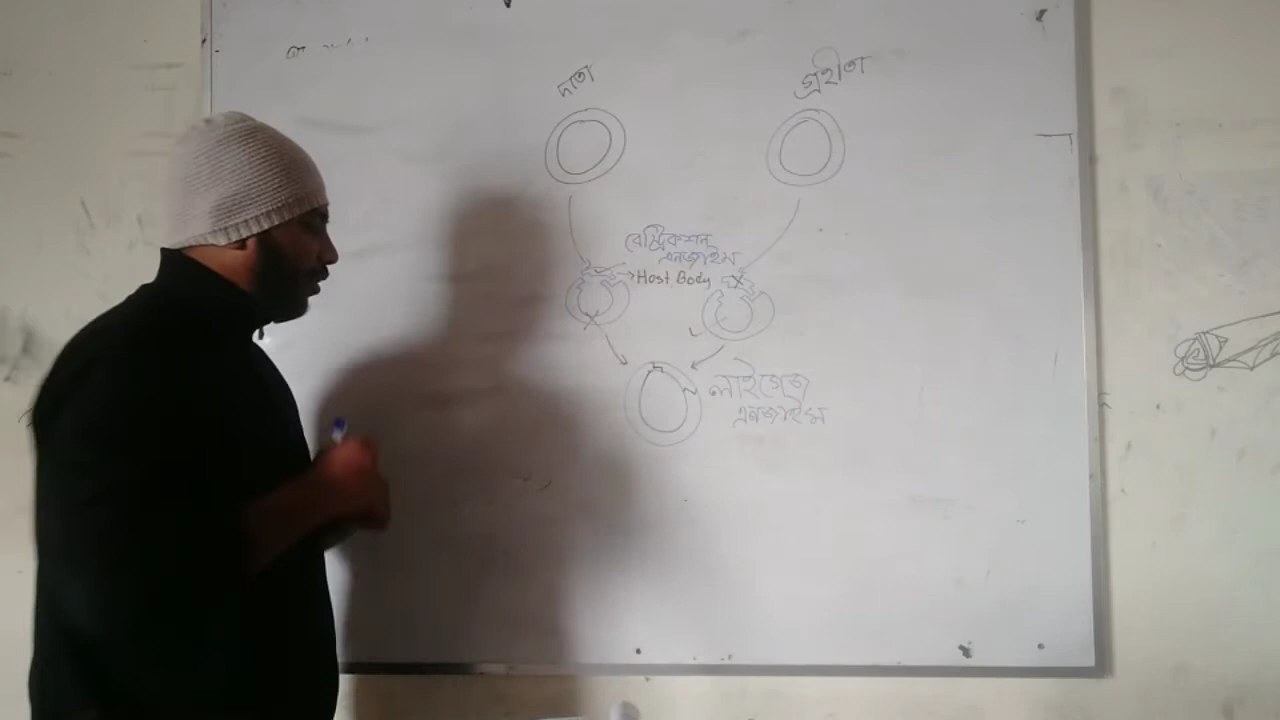 দাতা
গ্রহীতা
রেস্ট্রিকশন
এনজাইম
Host Body
লাইগেজ
এনজাইম